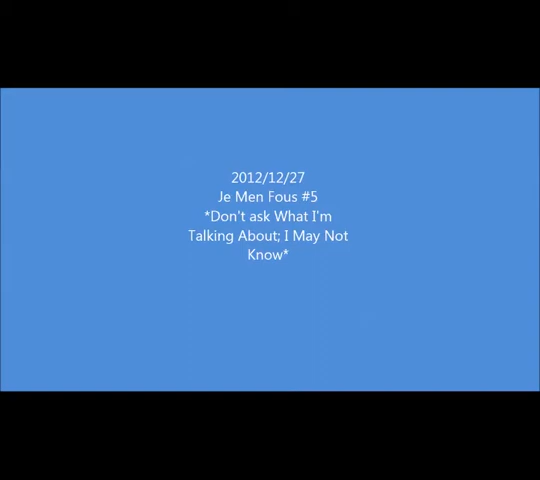 2012/12/27
Je Men Fous #5
*Don't ask What I'm
Talking About; I May Not
Know*